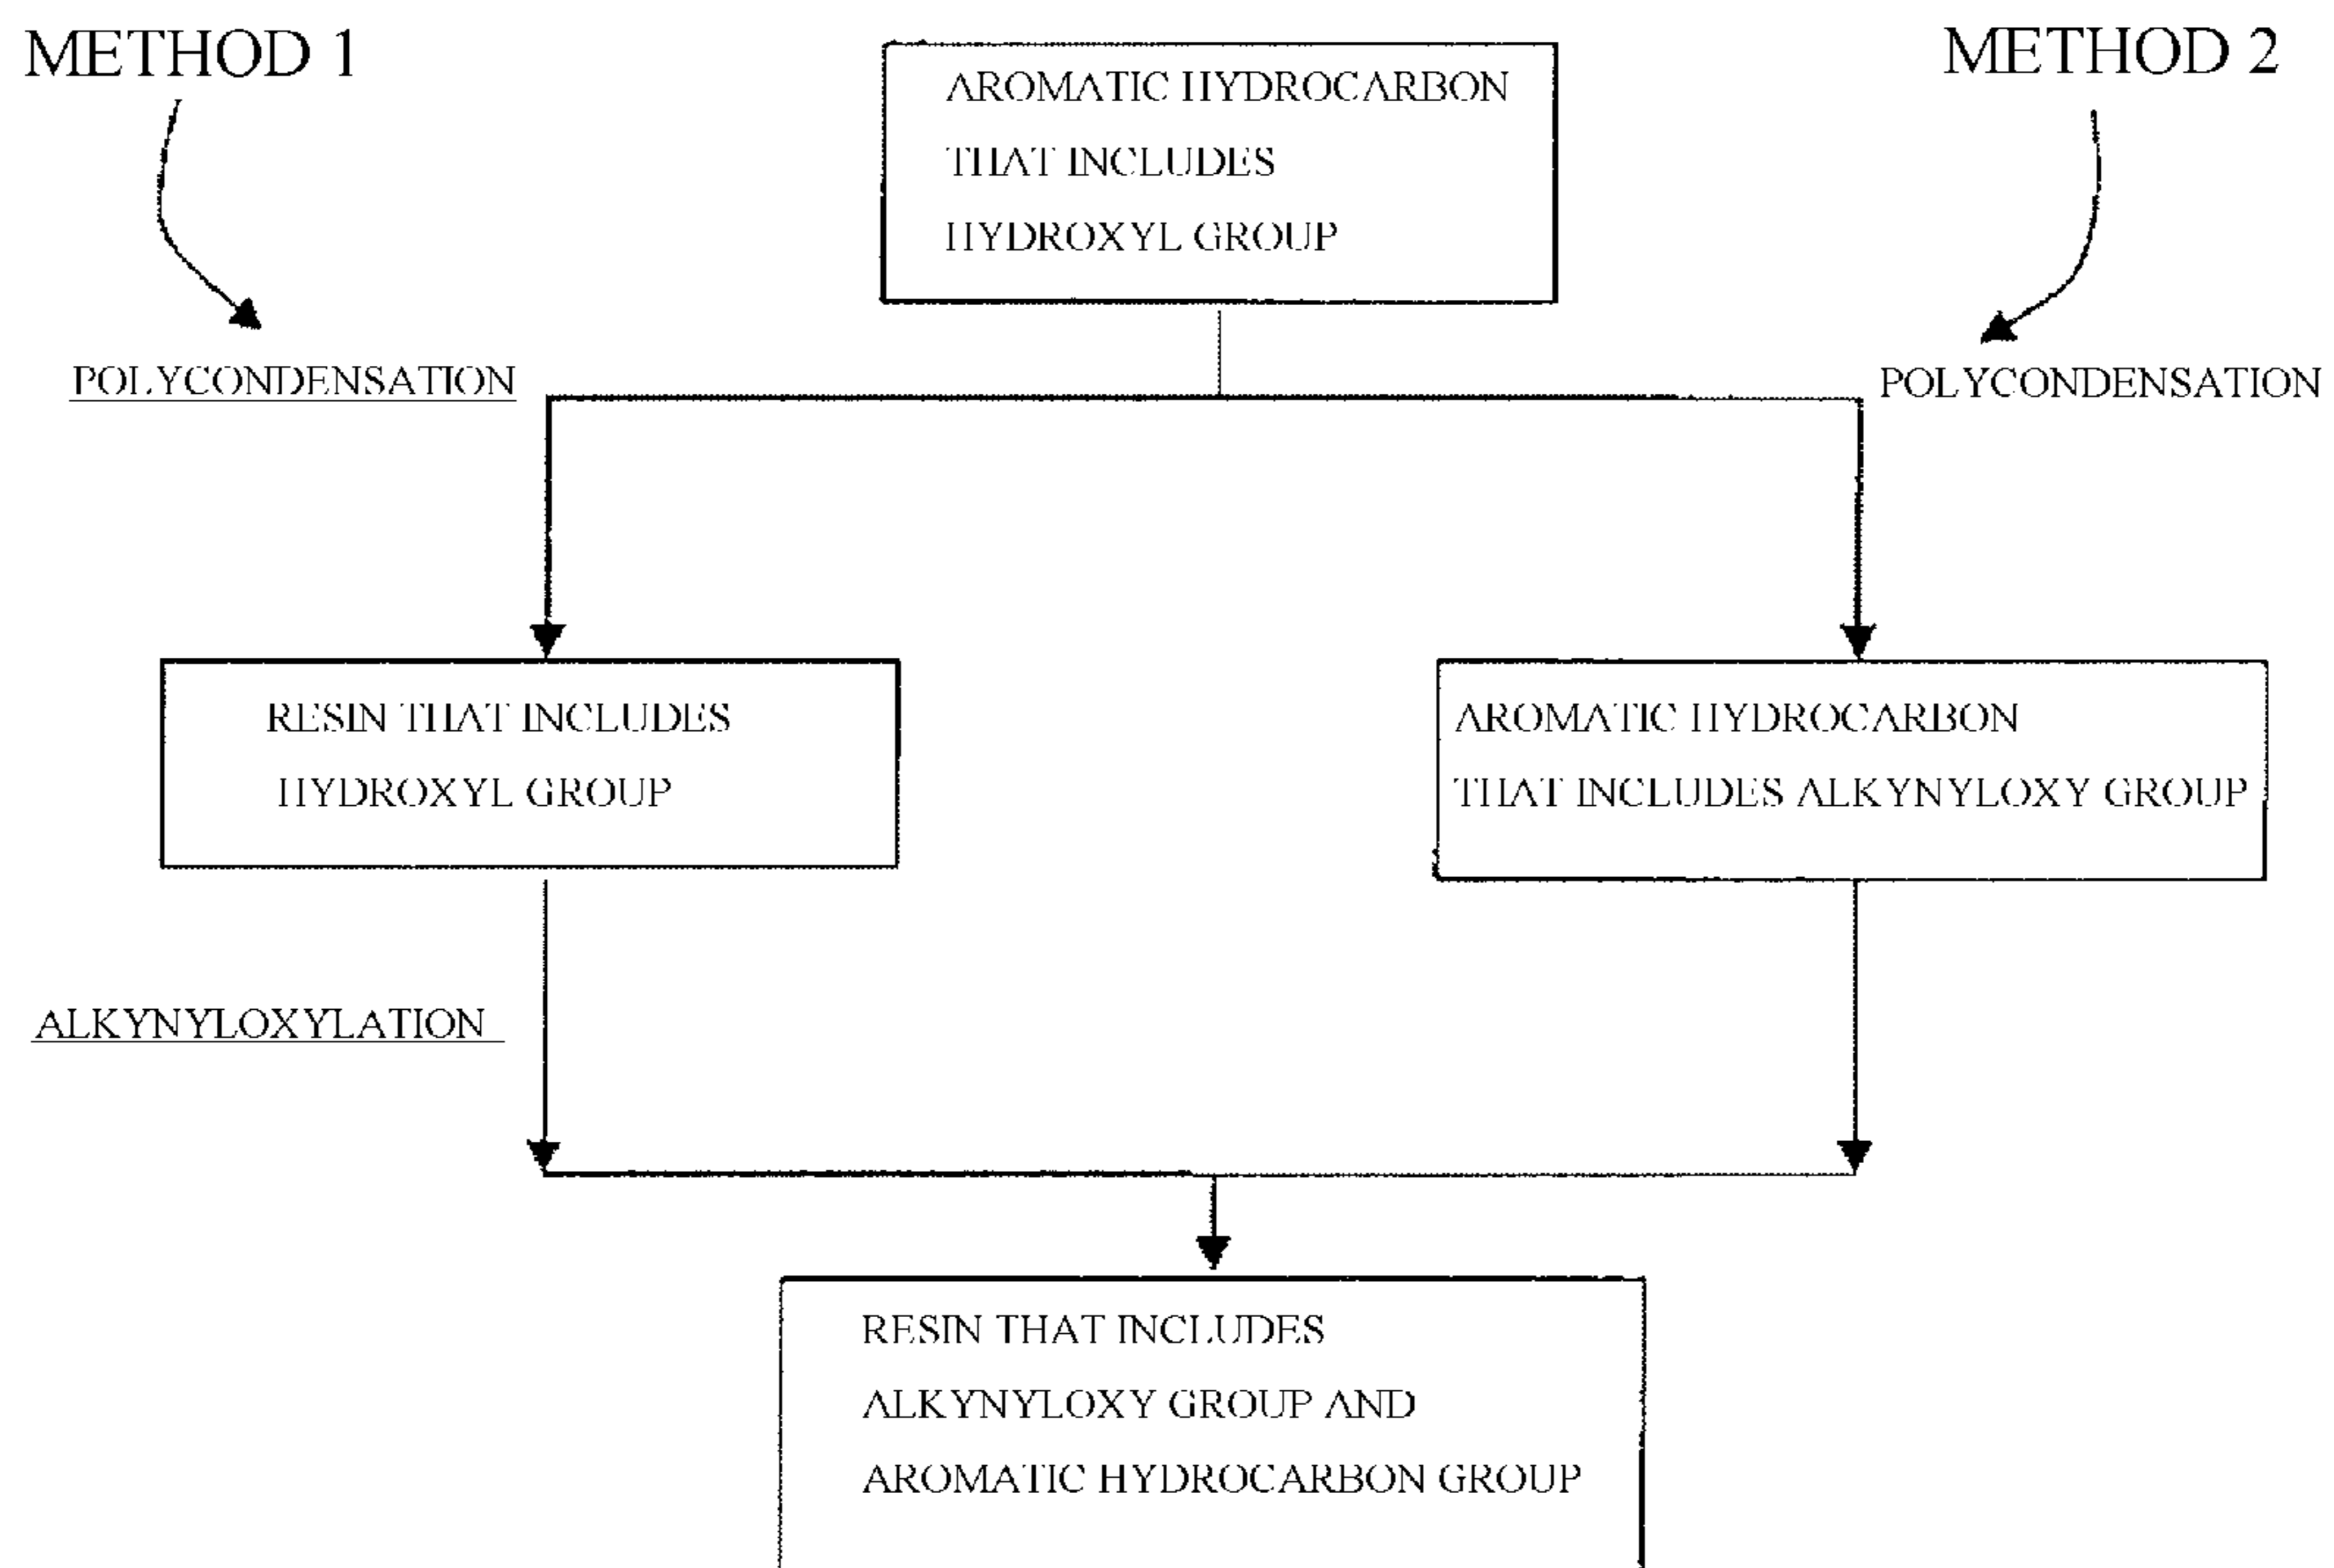 METHOD 1
METHOD 2
AROMATIC HYDROCARBON
THAT INCLUDES
HYDROXYL GROUP
POLYCONDENSATION
POLYCONDENSATION
RESIN THAT INCLUDES
HYDROXYL GROUP
AROMATIC HYDROCARBON
THAT INCLUDES ALKYNYLOXY GROUP
ALKYNYLOXYLATION
RESIN THAT INCLUDES
ALKYNYLOXY GROUP AND
AROMATIC HYDROCARBON GROUP